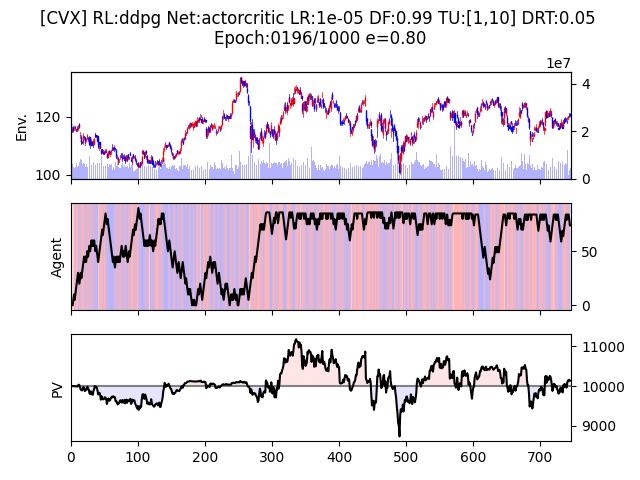 [CVX] RL:ddpg Net:actorcritic LR:1e-05 DF:0.99 TU:[1,10] DRT:0.05
Epoch:0196/1000 e=0.80
1e7
Env.
120
100
4
2
0
Agent
50
0
PV
11000
10000
9000
0 100 200 300 400 500 600 700